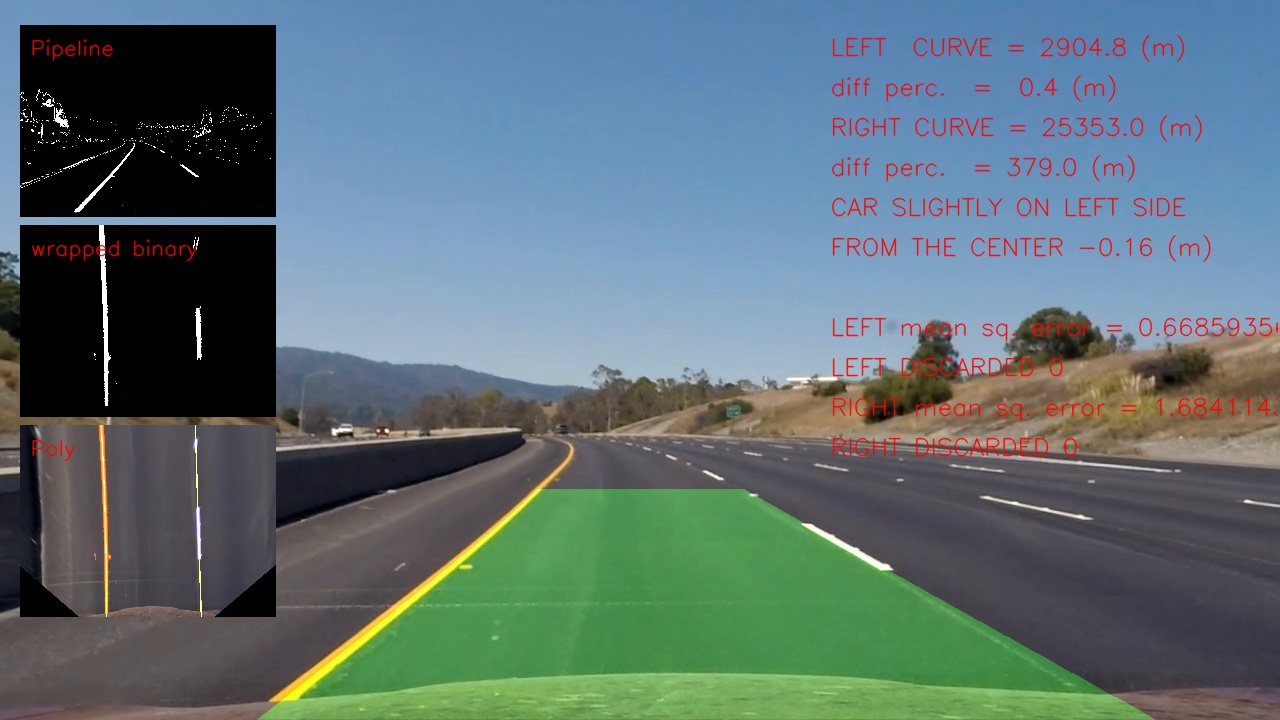 Pipeline
wrapped binary
Poly
LEFT CURVE = 2904.8 (m)
diff perc. = 0.4 (m)
RIGHT CURVE = 25353.0 (m)
diff perc. = 379.0 (m)
CAR SLIGHTLY ON LEFT SIDE
FROM THE CENTER -0.16 (m)
LEFT mean sq. error = 0.6685935
LEFT DISCARDED 0
RIGHT mean sq. error = 1.684114
RIGHT DISCARDED 0